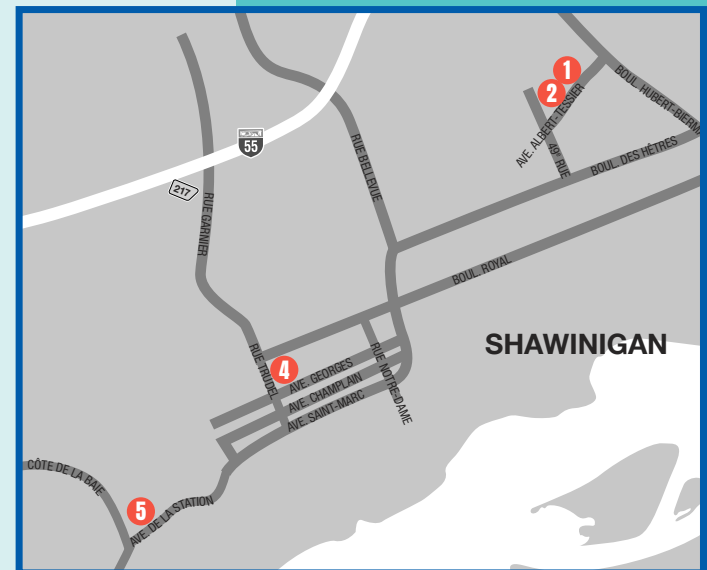 1
2
BOUL. HUBERT-BIERM
AVE. ALBERT-TESSIER
49E RUE
BOUL. DES HÊTRES
55
217
RUE GARNIER
RUE BELLEVUE
BOUL. ROYAL
SHAWINIGAN
RUE TRUDEL
4
AVE. GEORGES
AVE. CHAMPLAIN
AVE. SAINT-MARC
RUE NOTRE-DAME
CÔTE DE LA BAIE
5
AVE. DE LA STATION